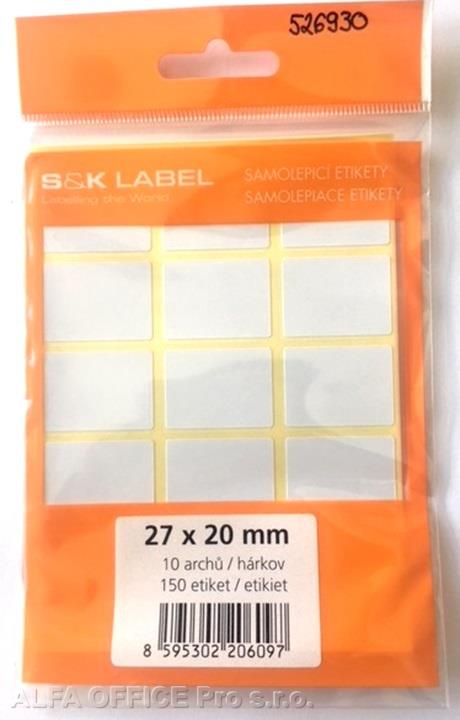 526930
S&K LABEL
Labelling the World
SAMOLEPICÍ ETIKETY
SAMOLEPIACE ETIKETY
27 x 20 mm
10 archů / hárkov
150 etiket / etikiet
8 595302 206097
ALFA OFFICE Pro s.r.o.